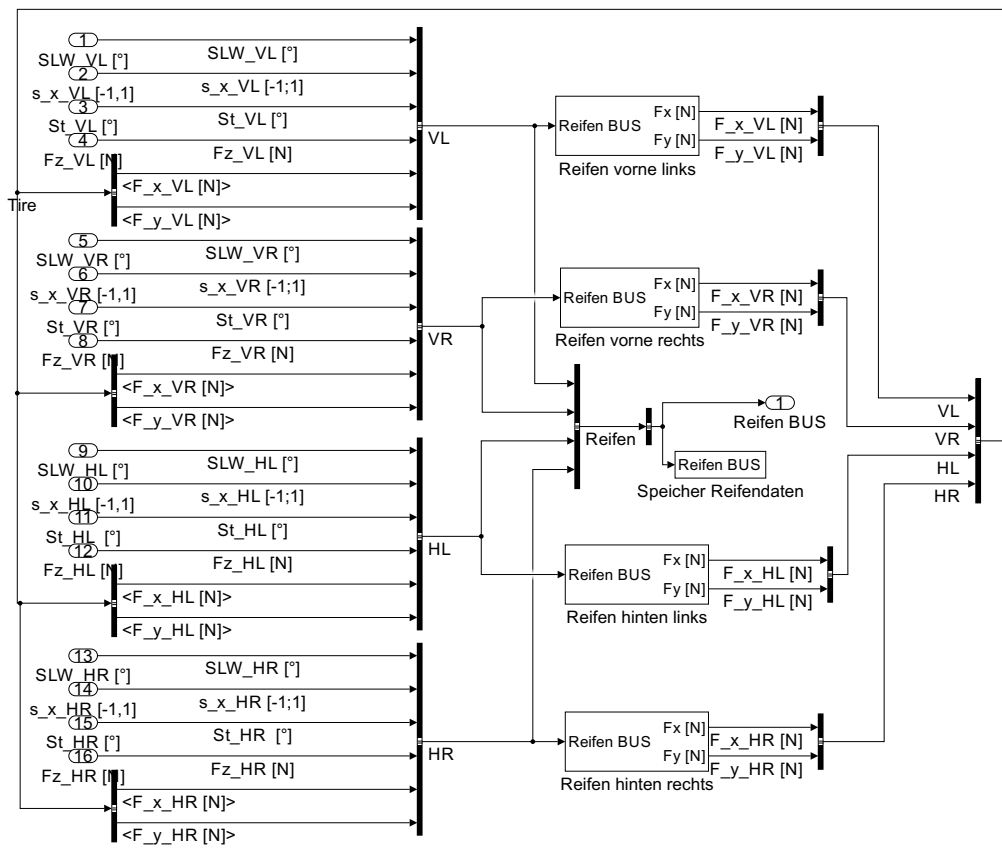 1
SLW_VL [°]
SLW_VL [°]
2
s_x_VL [-1,1]
s_x_VL [-1;1]
3
St_VL [°]
St_VL [°]
4
Fz_VL [N]
Fz_VL [N]
<F_x_VL [N]>
<F_y_VL [N]>
Tire
VL
Reifen BUS
Fx [N]
Fy [N]
Reifen vorne links
F_x_VL [N]
F_y_VL [N]
5
SLW_VR [°]
SLW_VR [°]
6
s_x_VR [-1,1]
s_x_VR [-1;1]
7
St_VR [°]
St_VR [°]
8
Fz_VR [N]
Fz_VR [N]
<F_x_VR [N]>
<F_y_VR [N]>
VR
Reifen BUS
Fx [N]
Fy [N]
Reifen vorne rechts
F_x_VR [N]
F_y_VR [N]
Reifen
1
Reifen BUS
Reifen BUS
Speicher Reifendaten
VL
VR
HL
HR
9
SLW_HL [°]
SLW_HL [°]
10
s_x_HL [-1,1]
s_x_HL [-1;1]
11
St_HL [°]
St_HL [°]
12
Fz_HL [N]
Fz_HL [N]
<F_x_HL [N]>
<F_y_HL [N]>
HL
Reifen BUS
Fx [N]
Fy [N]
Reifen hinten links
F_x_HL [N]
F_y_HL [N]
13
SLW_HR [°]
SLW_HR [°]
14
s_x_HR [-1,1]
s_x_HR [-1;1]
15
St_HR [°]
St_HR [°]
16
Fz_HR [N]
Fz_HR [N]
<F_x_HR [N]>
<F_y_HR [N]>
HR
Reifen BUS
Fx [N]
Fy [N]
Reifen hinten rechts
F_x_HR [N]
F_y_HR [N]